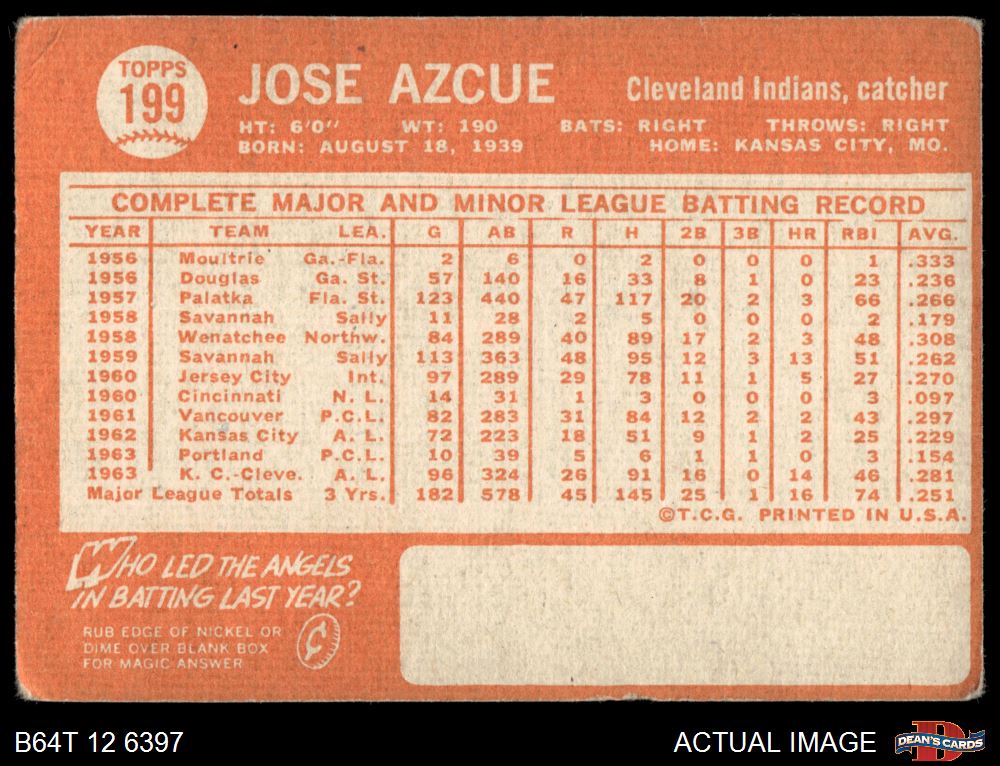 TOPPS
199
JOSE AZCUE
Cleveland Indians, catcher
HT: 6'0" WT: 190 BATS: RIGHT THROWS: RIGHT
BORN: AUGUST 18, 1939 HOME: KANSAS CITY, MO.
COMPLETE MAJOR AND MINOR LEAGUE BATTING RECORD
YEAR TEAM LEA. G AB R H 2B 3B HR RBI AVG.
1956 Moultrie Ga.-Fla. 2 6 0 2 0 0 0 1 .333
1956 Douglas Ga. St. 57 140 16 33 8 1 0 23 .236
1957 Palatka Fla. St. 123 440 47 117 20 2 3 66 .266
1958 Savannah Sally 11 28 2 5 0 0 0 2 .179
1958 Wenatchee Northw. 84 289 40 89 17 2 3 48 .308
1959 Savannah Sally 113 363 48 95 12 3 13 51 .262
1960 Jersey City Int. 97 289 29 78 11 1 5 27 .270
1960 Cincinnati N. L. 14 31 1 3 0 0 0 3 .097
1961 Vancouver P.C.L. 82 283 31 84 12 2 2 43 .297
1962 Kansas City A. L. 72 223 18 51 9 1 2 25 .229
1963 Portland P.C.L. 10 39 5 6 1 1 0 3 .154
1963 K. C.-Cleve. A. L. 96 324 26 91 16 0 14 46 .281
Major League Totals 3 Yrs. 182 578 45 145 25 1 16 74 .251
©T.C.G. PRINTED IN U.S.A.
WHO LED THE ANGELS
IN BATTING LAST YEAR?
RUB EDGE OF NICKEL OR
DIME OVER BLANK BOX
FOR MAGIC ANSWER
¢
B64T 12 6397
ACTUAL IMAGE
D
DEAN'S CARDS